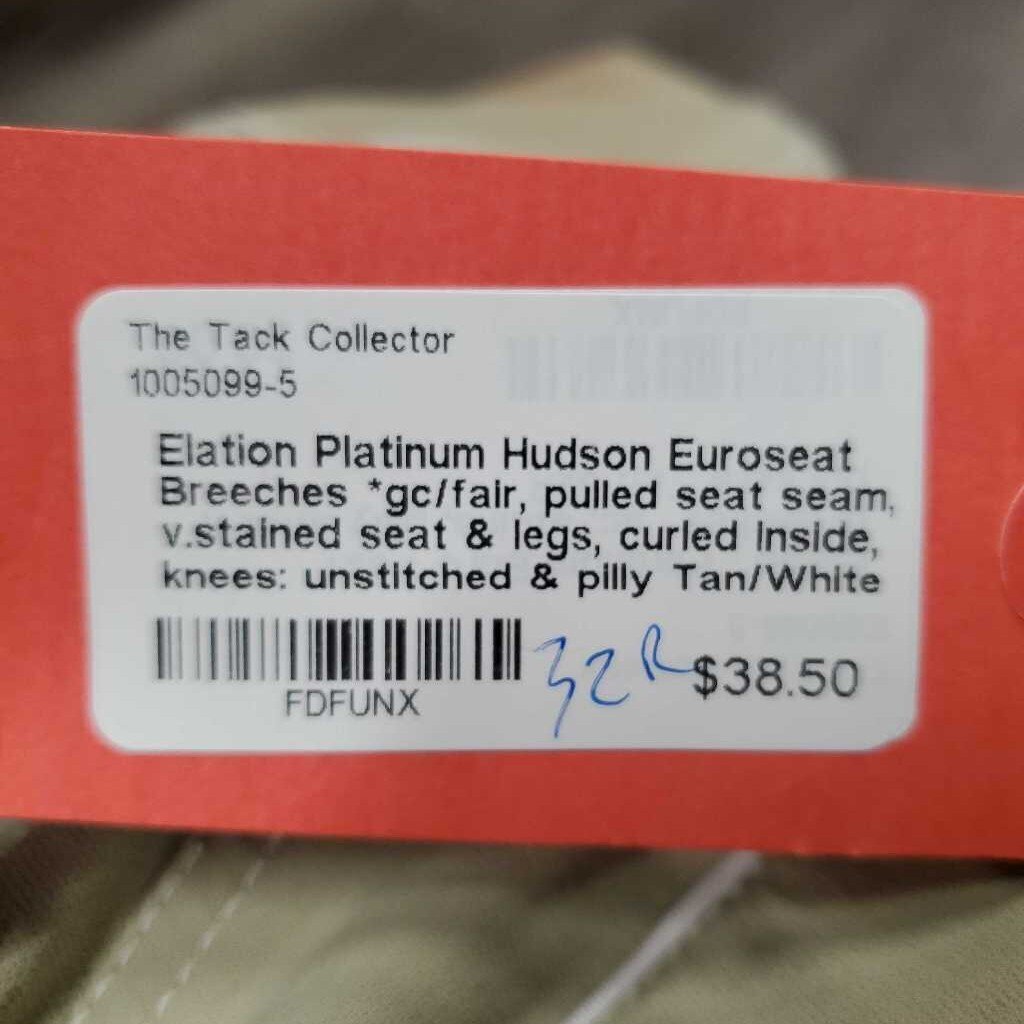 The Tack Collector
1005099-5
Elation Platinum Hudson Euroseat
Breeches *gc/fair, pulled seat seam,
v.stained seat & legs, curled inside,
knees: unstitched & pilly Tan/White
32R $38.50
FDFUNX